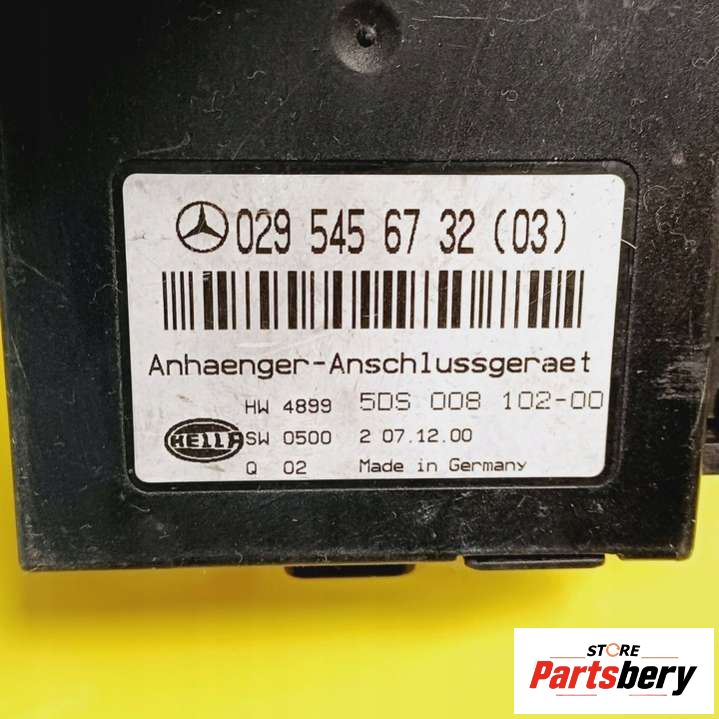 029 545 67 32 (03)
Anhaenger-Anschlussgeraet
HW 4899 5DS 008 102-00
HELLA SW 0500 2 07.12.00
Q 02 Made in Germany
STORE
Partsbery